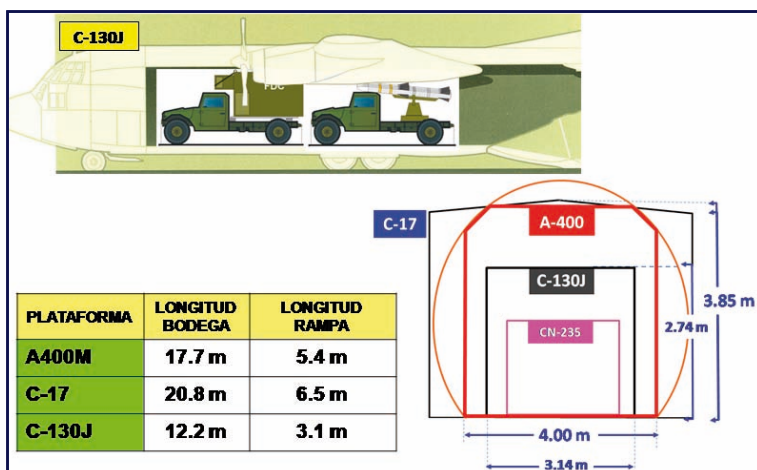 C-130J
FDC
C-17
A-400
C-130J
CN-235
3.85 m
2.74 m
4.00 m
3.14 m
PLATAFORMA LONGITUD BODEGA LONGITUD RAMPA
A400M 17.7 m 5.4 m
C-17 20.8 m 6.5 m
C-130J 12.2 m 3.1 m